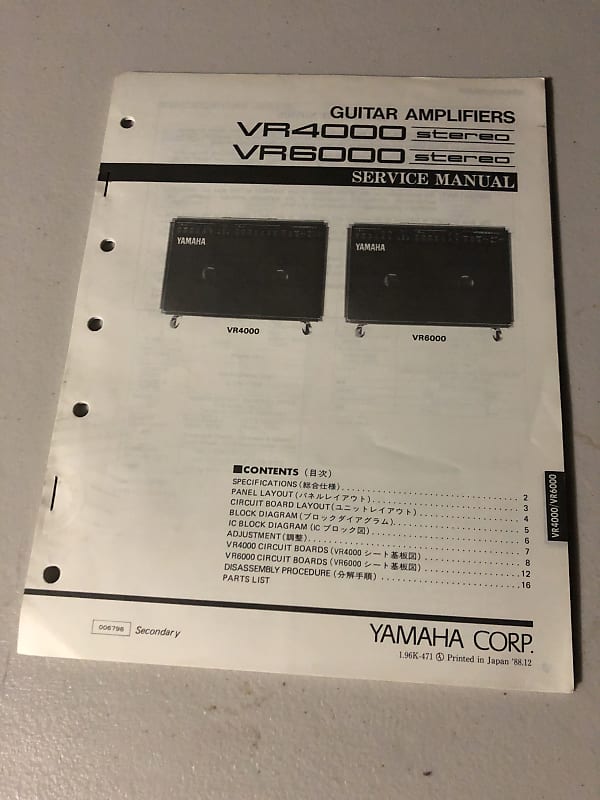 GUITAR AMPLIFIERS
VR4000 stereo
VR6000 stereo
SERVICE MANUAL
YAMAHA
YAMAHA
VR4000
VR6000
■CONTENTS (目次)
SPECIFICATIONS (総合仕様) 2
PANEL LAYOUT (パネルレイアウト) 3
CIRCUIT BOARD LAYOUT (ユニットレイアウト) 4
BLOCK DIAGRAM (ブロックダイアグラム) 5
IC BLOCK DIAGRAM (IC ブロック図) 6
ADJUSTMENT (調整) 7
VR4000 CIRCUIT BOARDS (VR4000 シート基板図) 8
VR6000 CIRCUIT BOARDS (VR6000 シート基板図) 12
DISASSEMBLY PROCEDURE (分解手順) 16
PARTS LIST
VR4000/VR6000
006798 Secondary
YAMAHA CORP.
1.96K-471 Ⓐ Printed in Japan '88.12